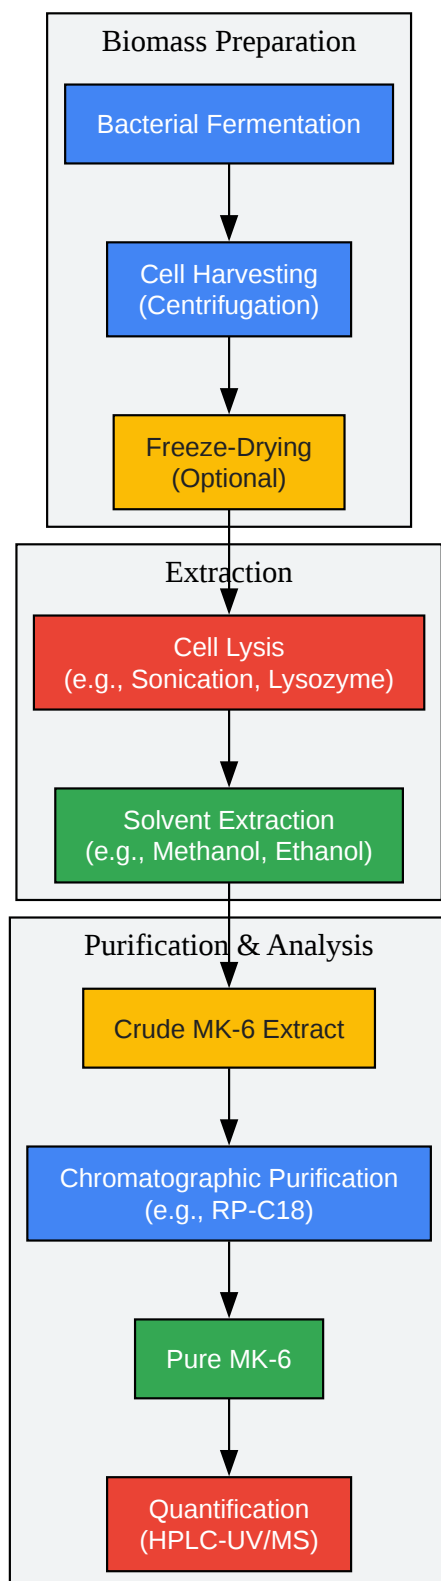 Biomass Preparation
Bacterial Fermentation
Cell Harvesting
(Centrifugation)
Freeze-Drying
(Optional)
Extraction
Cell Lysis
(e.g., Sonication, Lysozyme)
Solvent Extraction
(e.g., Methanol, Ethanol)
Purification & Analysis
Crude MK-6 Extract
Chromatographic Purification
(e.g., RP-C18)
Pure MK-6
Quantification
(HPLC-UV/MS)